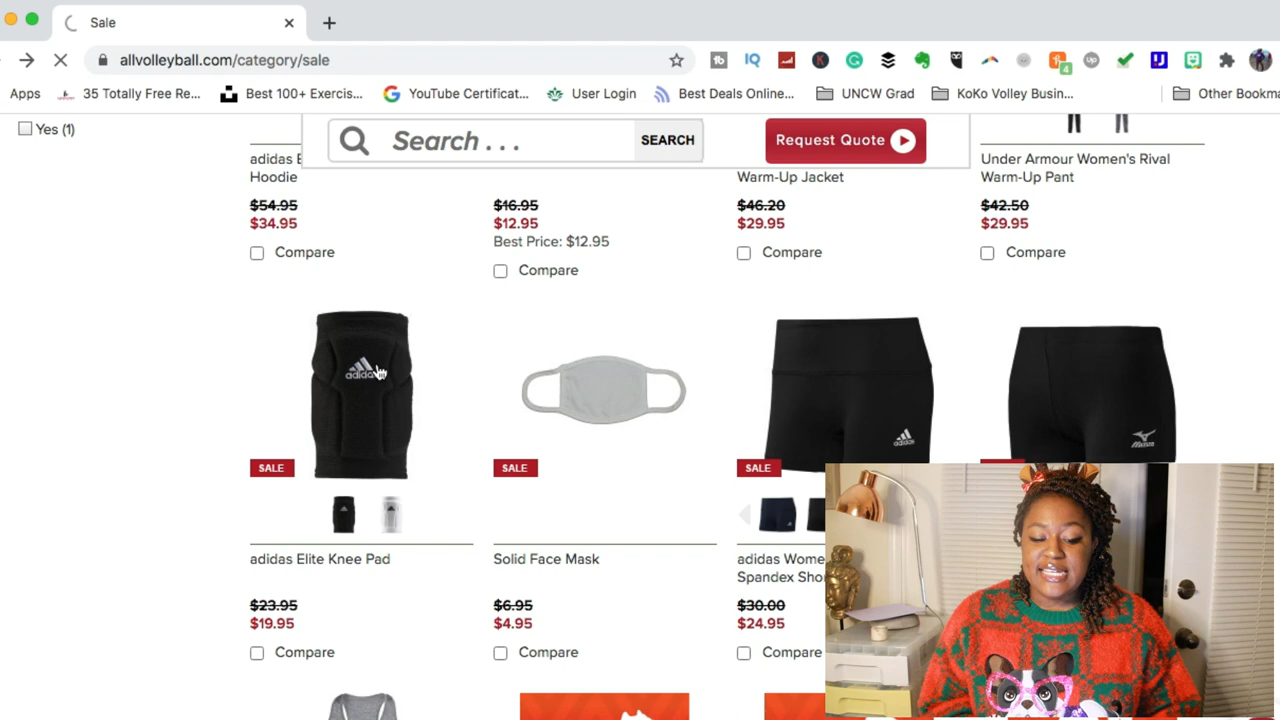 Sale
allvolleyball.com/category/sale
Apps
35 Totally Free Re...
Best 100+ Exercis...
YouTube Certificat...
User Login
Best Deals Online...
UNCW Grad
KoKo Volley Busin...
Other Bookma
Yes (1)
Search . . .
SEARCH
Request Quote
adidas E
Hoodie
$54.95
$34.95
Compare
$16.95
$12.95
Best Price: $12.95
Compare
Warm-Up Jacket
$46.20
$29.95
Compare
Under Armour Women's Rival
Warm-Up Pant
$42.50
$29.95
Compare
adidas
SALE
adidas Elite Knee Pad
$23.95
$19.95
Compare
SALE
Solid Face Mask
$6.95
$4.95
Compare
adidas
SALE
adidas Wome
Spandex Sho
$30.00
$24.95
Compare
Mizuno